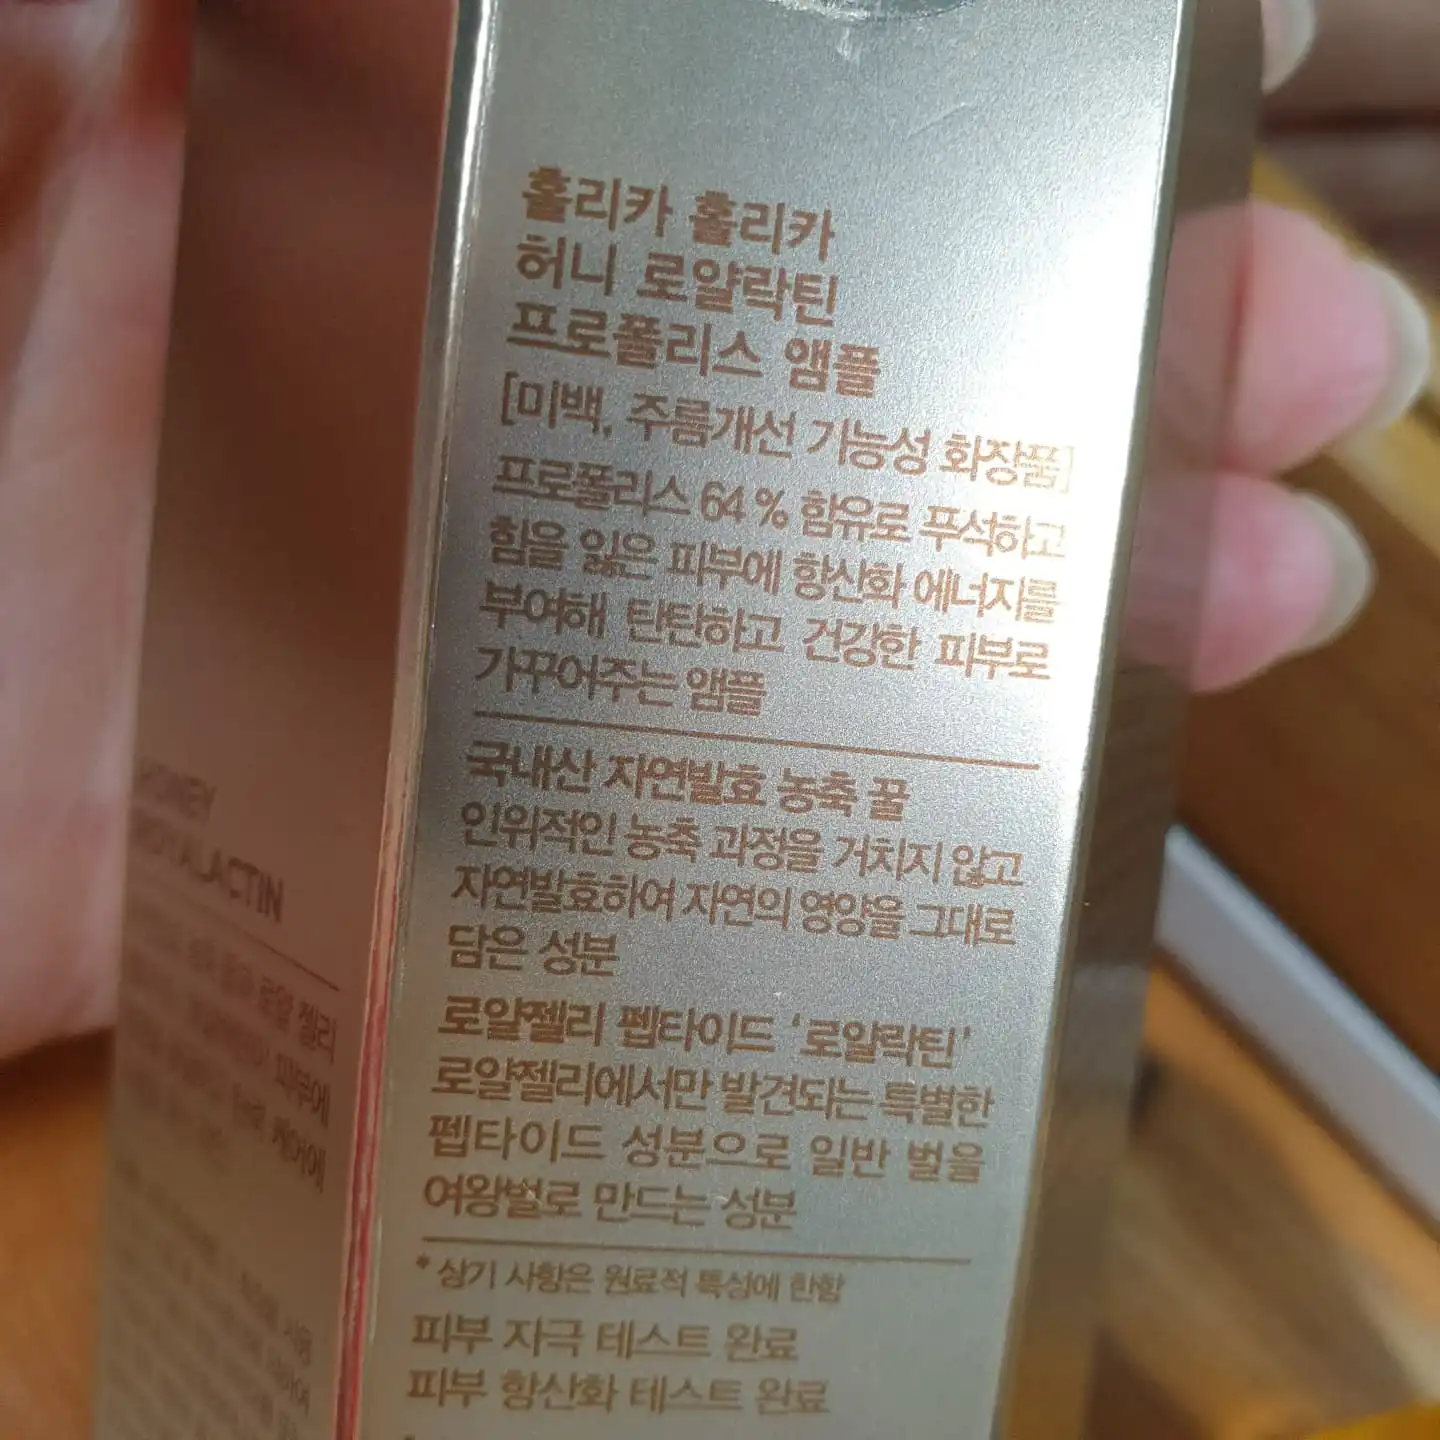 홀리카 홀리카
허니 로얄락틴
프로폴리스 앰플
[미백, 주름개선 기능성 화장품]
프로폴리스 64 % 함유로 푸석하고
힘을 잃은 피부에 항산화 에너지를
부여해 탄탄하고 건강한 피부로
가꾸어주는 앰플
국내산 자연발효 농축 꿀
인위적인 농축 과정을 거치지 않고
자연발효하여 자연의 영양을 그대로
담은 성분
로얄젤리 펩타이드 '로얄락틴'
로얄젤리에서만 발견되는 특별한
펩타이드 성분으로 일반 벌을
여왕벌로 만드는 성분
* 상기 사항은 원료적 특성에 한함
피부 자극 테스트 완료
피부 항산화 테스트 완료
HONEY
ROYALACTIN
로얄 젤리
피부에
케어에